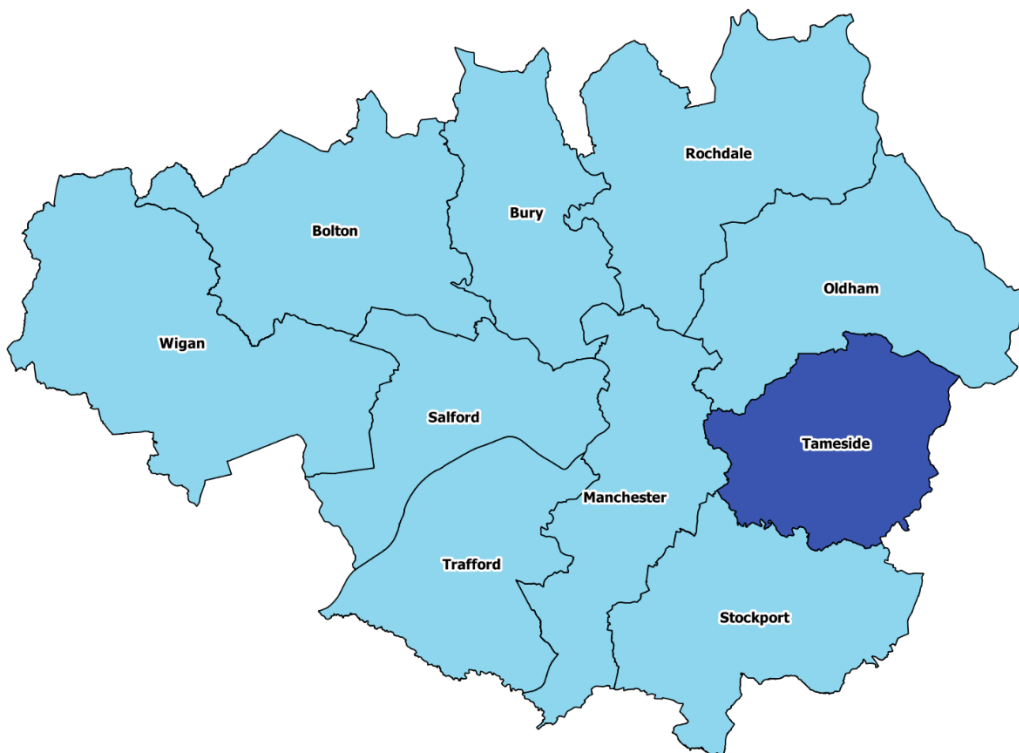 Rochdale
Bury
Bolton
Oldham
Wigan
Salford
Tameside
Manchester
Trafford
Stockport